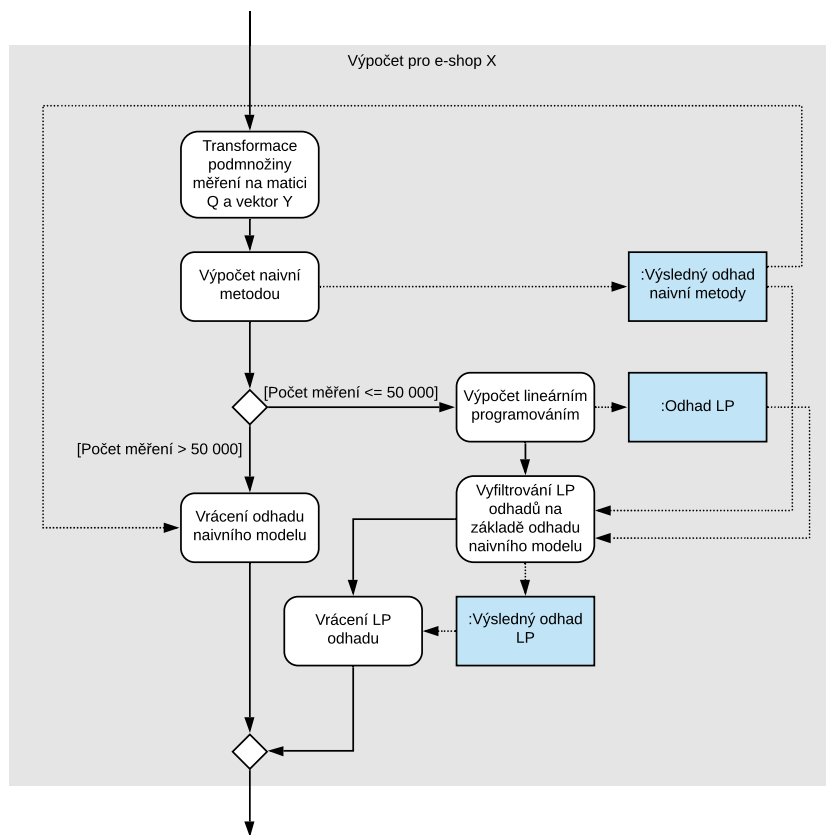 Výpočet pro e-shop X
Transformace
podmnožiny
měření na matici
Q a vektor Y
Výpočet naivní
metodou
:Výsledný odhad
naivní metody
[Počet měření <= 50 000]
Výpočet lineárním
programováním
:Odhad LP
[Počet měření > 50 000]
Vrácení odhadu
naivního modelu
Vyfiltrování LP
odhadů na
základě odhadu
naivního modelu
Vrácení LP
odhadu
:Výsledný odhad
LP